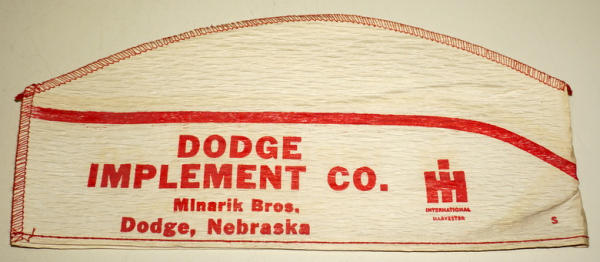 DODGE
IMPLEMENT CO.
Minarik Bros.
Dodge, Nebraska
IH
INTERNATIONAL
HARVESTER
S